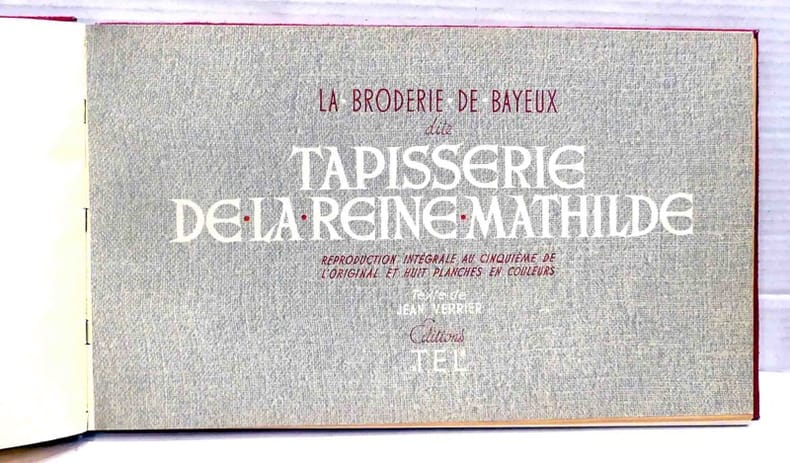 LA BRODERIE DE BAYEUX
dite
TAPISSERIE
DE·LA·REINE·MATHILDE
REPRODUCTION INTÉGRALE AU CINQUIÈME DE
L'ORIGINAL ET HUIT PLANCHES EN COULEURS
Texte de
JEAN VERRIER
Éditions
TEL